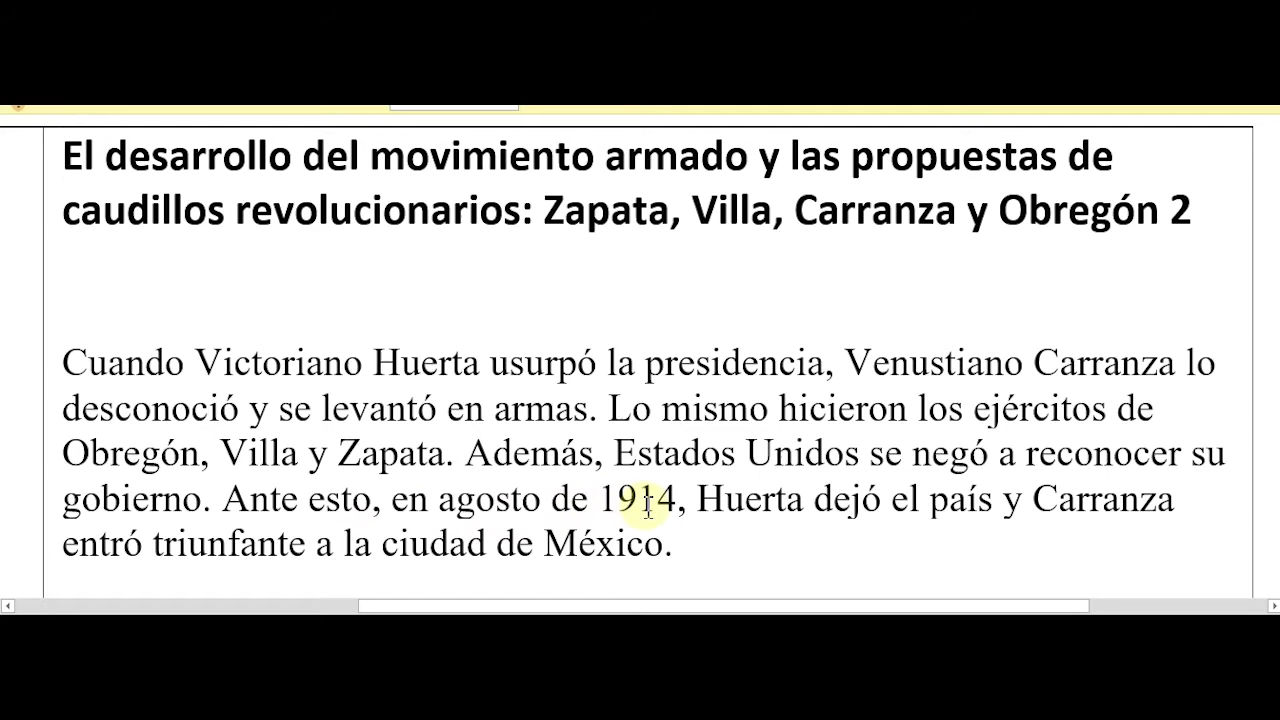 El desarrollo del movimiento armado y las propuestas de
caudillos revolucionarios: Zapata, Villa, Carranza y Obregón 2
Cuando Victoriano Huerta usurpó la presidencia, Venustiano Carranza lo
desconoció y se levantó en armas. Lo mismo hicieron los ejércitos de
Obregón, Villa y Zapata. Además, Estados Unidos se negó a reconocer su
gobierno. Ante esto, en agosto de 1914, Huerta dejó el país y Carranza
entró triunfante a la ciudad de México.